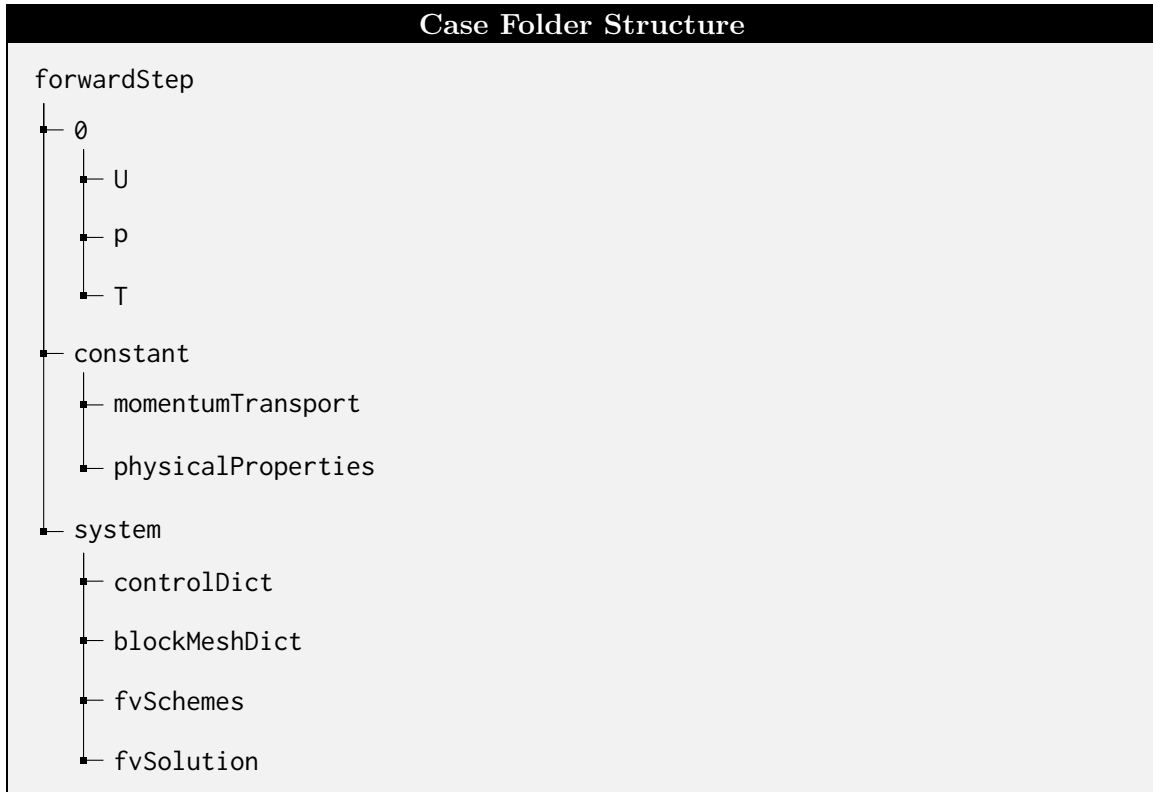 Case Folder Structure
forwardStep
0
U
p
T
constant
momentumTransport
physicalProperties
system
controlDict
blockMeshDict
fvSchemes
fvSolution